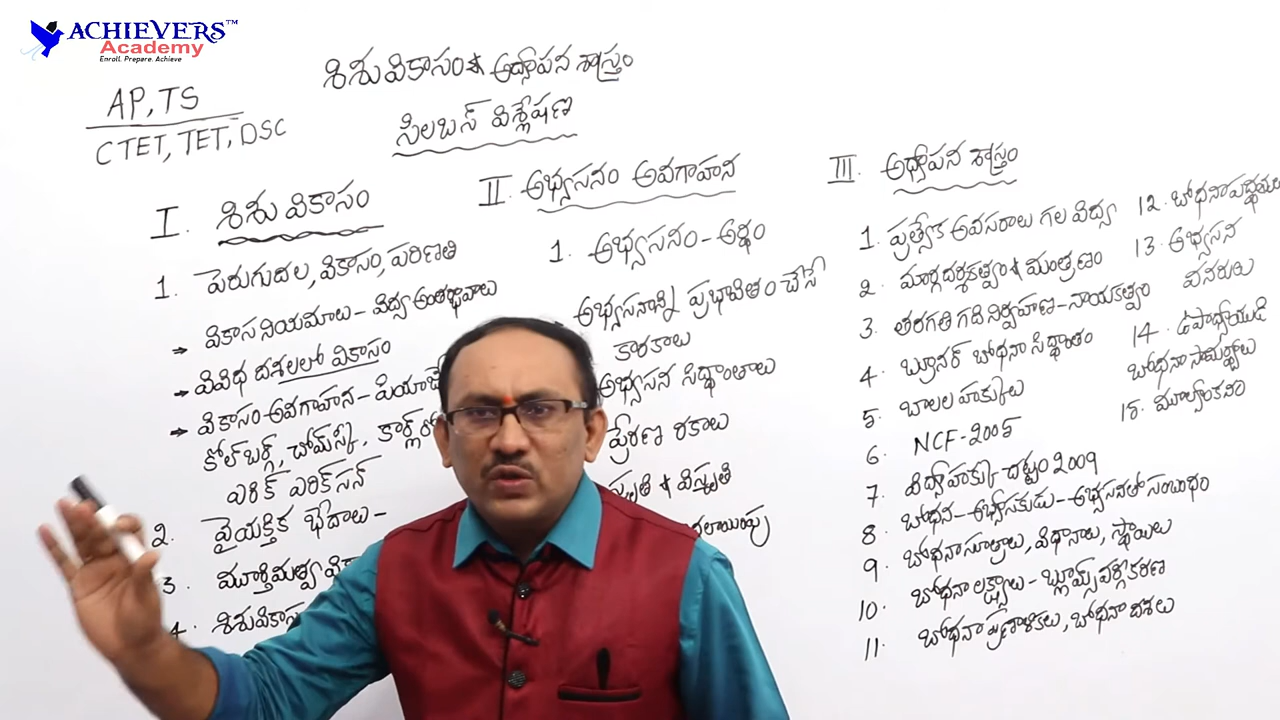 ACHIEVERS™
Academy
Enroll. Prepare. Achieve
AP, TS
CTET, TET, DSC
శిశు వికాసం & అధ్యాపన శాస్త్రం
సిలబస్ విశ్లేషణ
I. శిశు వికాసం
1. పెరుగుదల, వికాసం, పరిణతి
→ వికాస నియమాలు - విద్యా అంతర్భావాలు
→ వివిధ దశలలో వికాసం
→ వికాసం అవగాహన -
కోల్‌బర్గ్, చోమ్‌స్కీ,
ఎరిక్ ఎరిక్‌సన్
2. వైయక్తిక భేదాలు -
3. మూర్తిమత్వ
4.
II అభ్యసనం అవగాహన
1. అభ్యసనం - అర్థం
అభ్యసనాన్ని ప్రభావితం చేసే
కారకాలు
అభ్యసన సిద్ధాంతాలు
ప్రేరణ రకాలు
& విస్మృతి
III అధ్యాపన శాస్త్రం
1. ప్రత్యేక అవసరాలు గల విద్య
2. మార్గదర్శకత్వం & మంత్రణం
3. తరగతి గది నిర్వహణ - నాయకత్వం
4. బ్రూనర్ బోధనా సిద్ధాంతం
5. బాలల హక్కులు
6. NCF - 2005
7. విద్యాహక్కు చట్టం 2009
8. బోధన - అభ్యాసకుడు - అభ్యసనతో సంబంధం
9. బోధనా సూత్రాలు, విధానాలు, స్థాయిలు
10. బోధనా లక్ష్యాలు - బ్లూమ్స్ వర్గీకరణ
11. బోధనా ప్రణాళికలు, బోధనా దశలు
12. బోధనా
13. అభ్యసన
వనరులు
14. ఉపాధ్యాయుడి
బోధనా సామర్థ్యాలు
15. మూల్యాంకనం